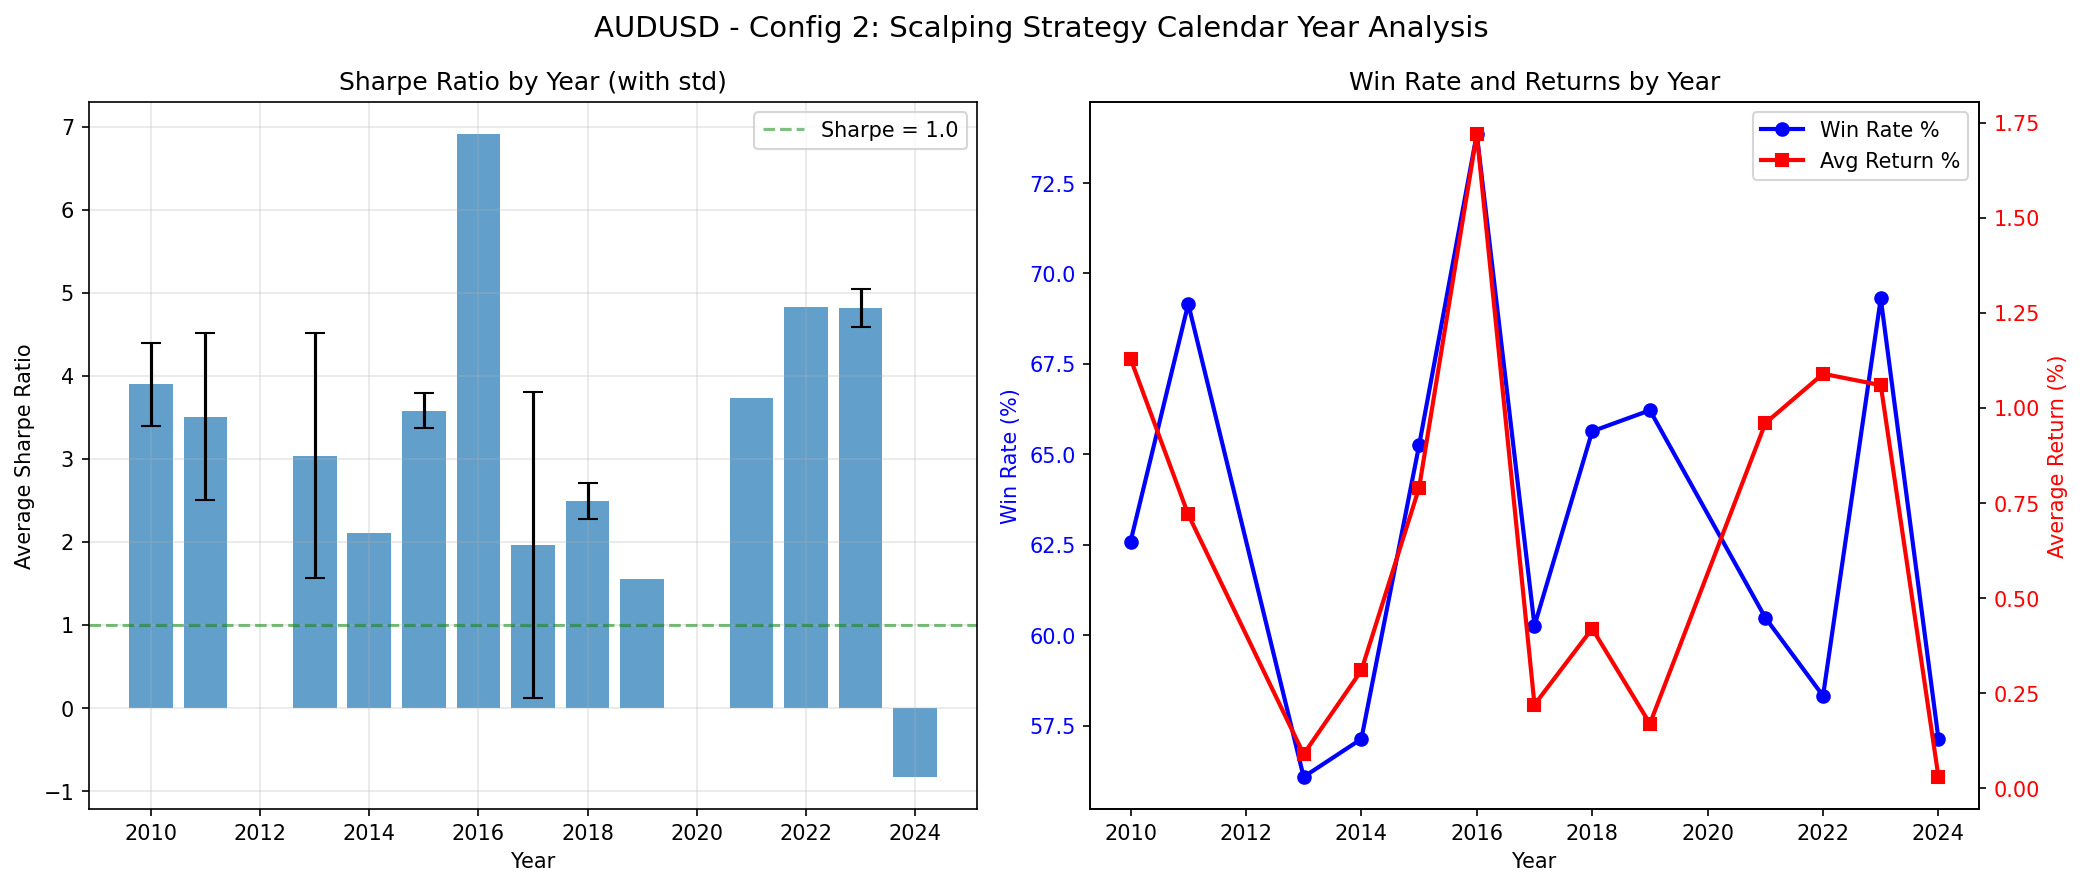 AUDUSD - Config 2: Scalping Strategy Calendar Year Analysis
Sharpe Ratio by Year (with std)
Sharpe = 1.0
7
6
5
4
3
2
1
0
−1
Average Sharpe Ratio
2010 2012 2014 2016 2018 2020 2022 2024
Year
Win Rate and Returns by Year
Win Rate %
Avg Return %
72.5
70.0
67.5
65.0
62.5
60.0
57.5
Win Rate (%)
1.75
1.50
1.25
1.00
0.75
0.50
0.25
0.00
Average Return (%)
2010 2012 2014 2016 2018 2020 2022 2024
Year